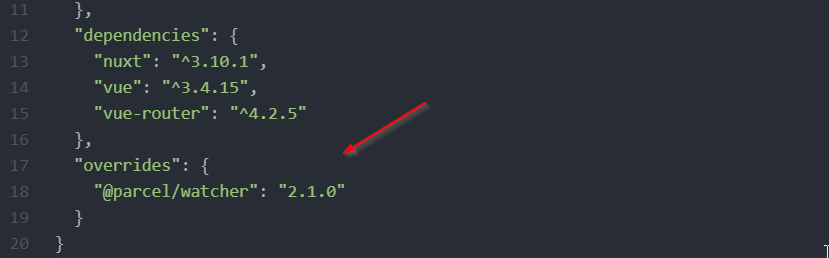 11 },
12 "dependencies": {
13 "nuxt": "^3.10.1",
14 "vue": "^3.4.15",
15 "vue-router": "^4.2.5"
16 },
17 "overrides": {
18 "@parcel/watcher": "2.1.0"
19 }
20 }